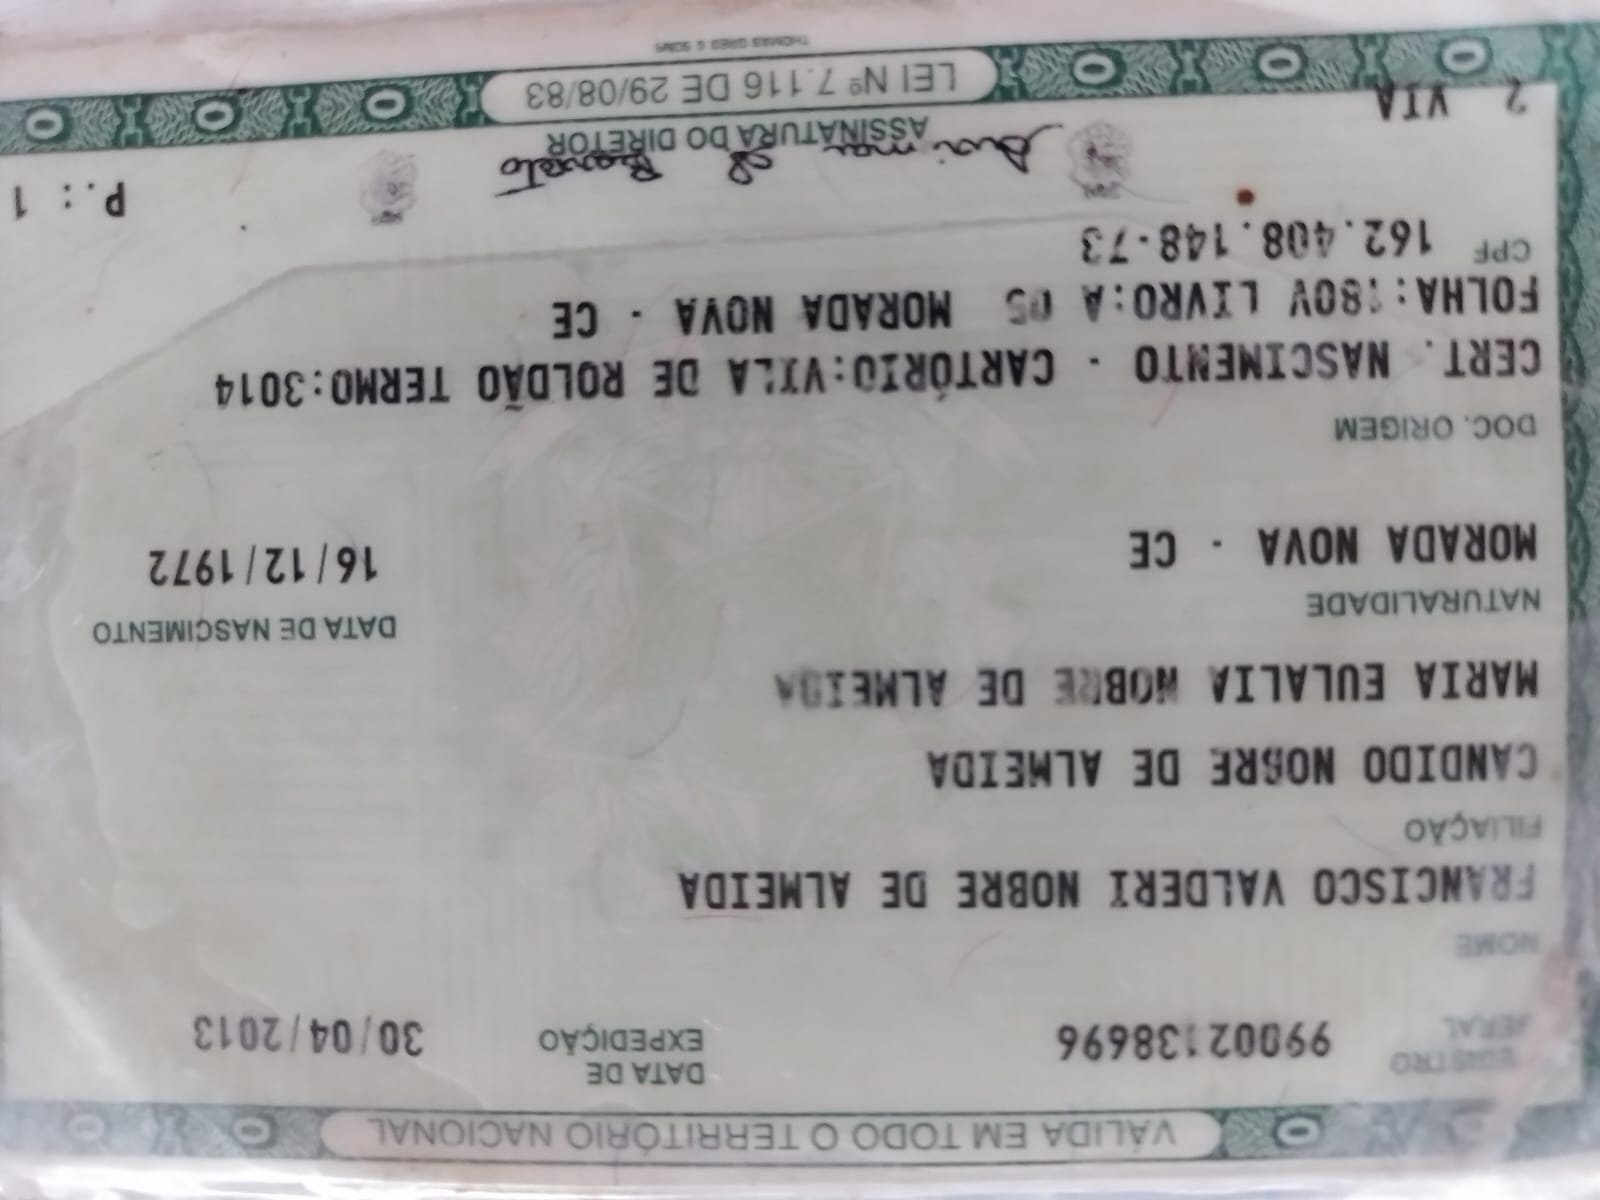 VÁLIDA EM TODO O TERRITÓRIO NACIONAL
REGISTRO GERAL 99002138696 DATA DE EXPEDIÇÃO 30/04/2013
NOME
FRANCISCO VALDERI NOBRE DE ALMEIDA
FILIAÇÃO
CANDIDO NOBRE DE ALMEIDA
MARIA EULALIA NOBRE DE ALMEIDA
NATURALIDADE DATA DE NASCIMENTO
MORADA NOVA - CE 16/12/1972
DOC. ORIGEM
CERT. NASCIMENTO - CARTÓRIO:VILA DE ROLDÃO TERMO:3014
FOLHA:180V LIVRO:A 05 MORADA NOVA - CE
CPF 162.408.148-73
P.: 1
2 VIA
ASSINATURA DO DIRETOR
LEI Nº 7.116 DE 29/08/83
THOMAS GREG & SONS